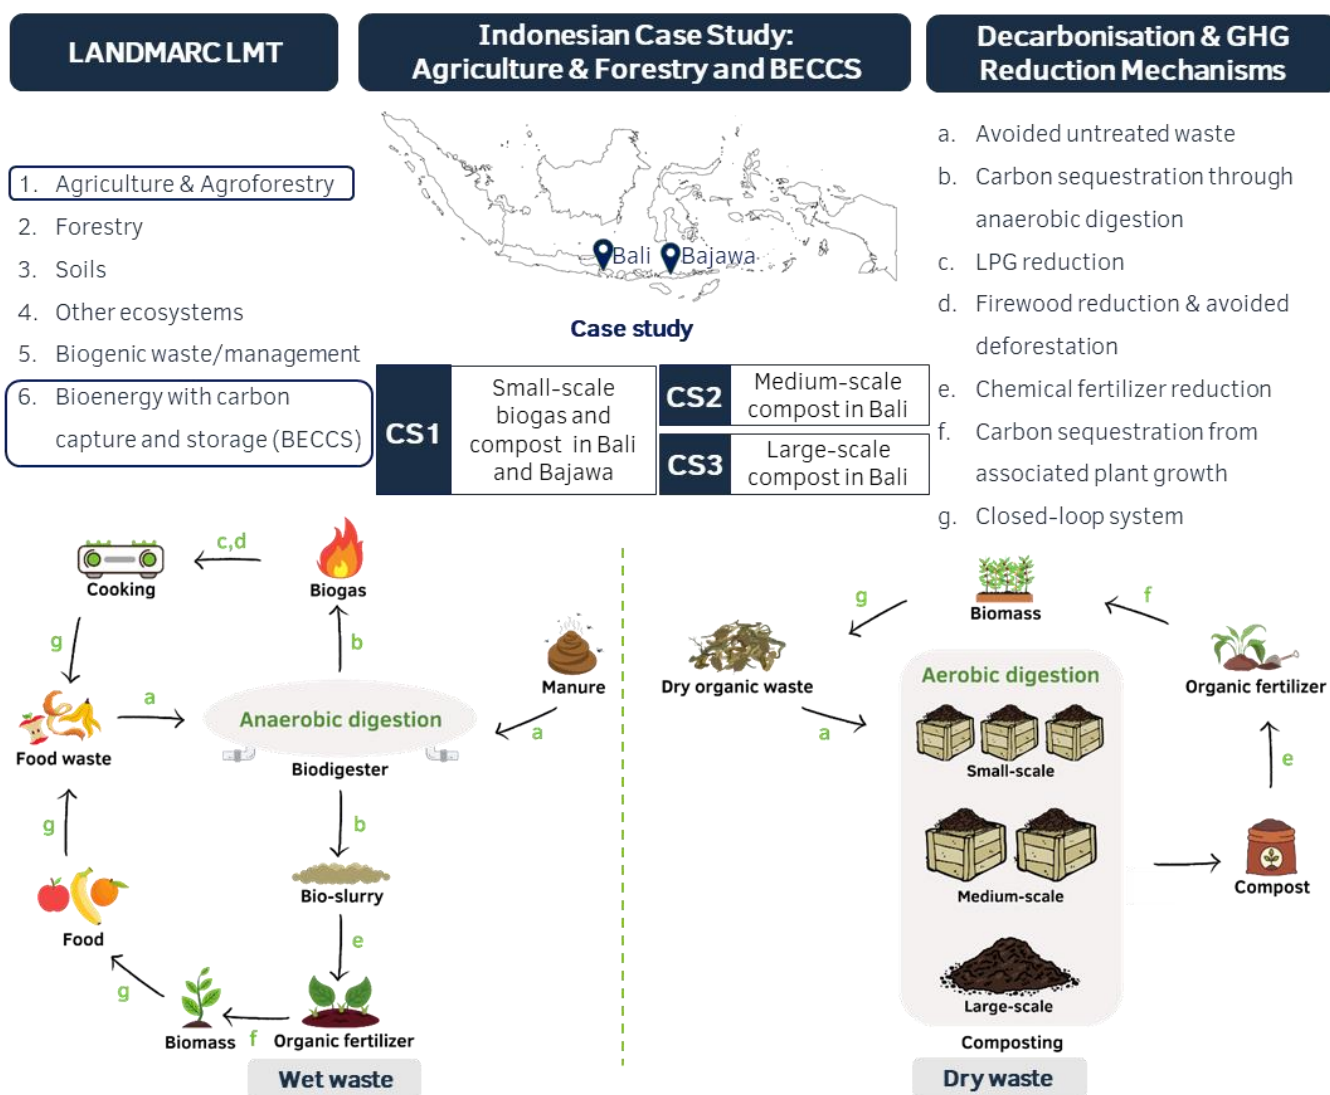 LANDMARC LMT
Indonesian Case Study:
Agriculture & Forestry and BECCS
Decarbonisation & GHG
Reduction Mechanisms
1. Agriculture & Agroforestry
2. Forestry
3. Soils
4. Other ecosystems
5. Biogenic waste/management
6. Bioenergy with carbon
capture and storage (BECCS)
Bali
Bajawa
Case study
CS1
Small-scale
biogas and
compost in Bali
and Bajawa
CS2
Medium-scale
compost in Bali
CS3
Large-scale
compost in Bali
a. Avoided untreated waste
b. Carbon sequestration through
anaerobic digestion
c. LPG reduction
d. Firewood reduction & avoided
deforestation
e. Chemical fertilizer reduction
f. Carbon sequestration from
associated plant growth
g. Closed-loop system
Cooking
c,d
Biogas
g
b
Manure
Food waste
a
Anaerobic digestion
a
Biodigester
g
b
Bio-slurry
Food
e
g
Biomass
f
Organic fertilizer
Wet waste
Biomass
g
f
Dry organic waste
Aerobic digestion
Organic fertilizer
a
Small-scale
e
Medium-scale
Compost
Large-scale
Composting
Dry waste